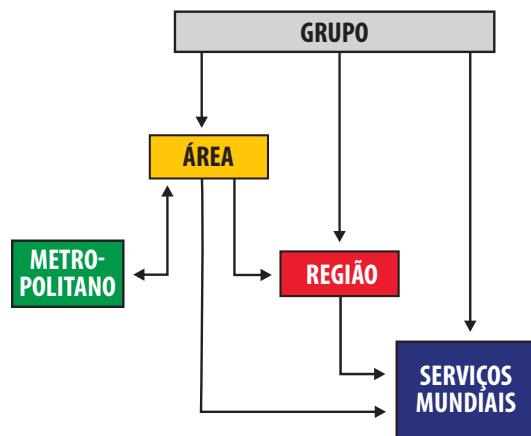 GRUPO
ÁREA
METRO-
POLITANO
REGIÃO
SERVIÇOS
MUNDIAIS